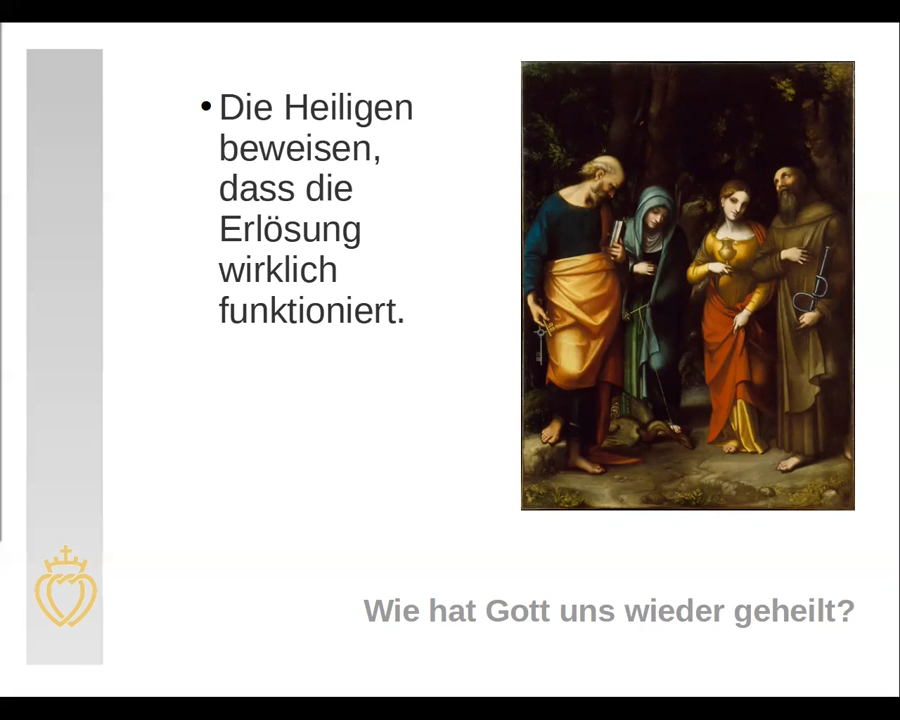 • Die Heiligen
beweisen,
dass die
Erlösung
wirklich
funktioniert.
Wie hat Gott uns wieder geheilt?